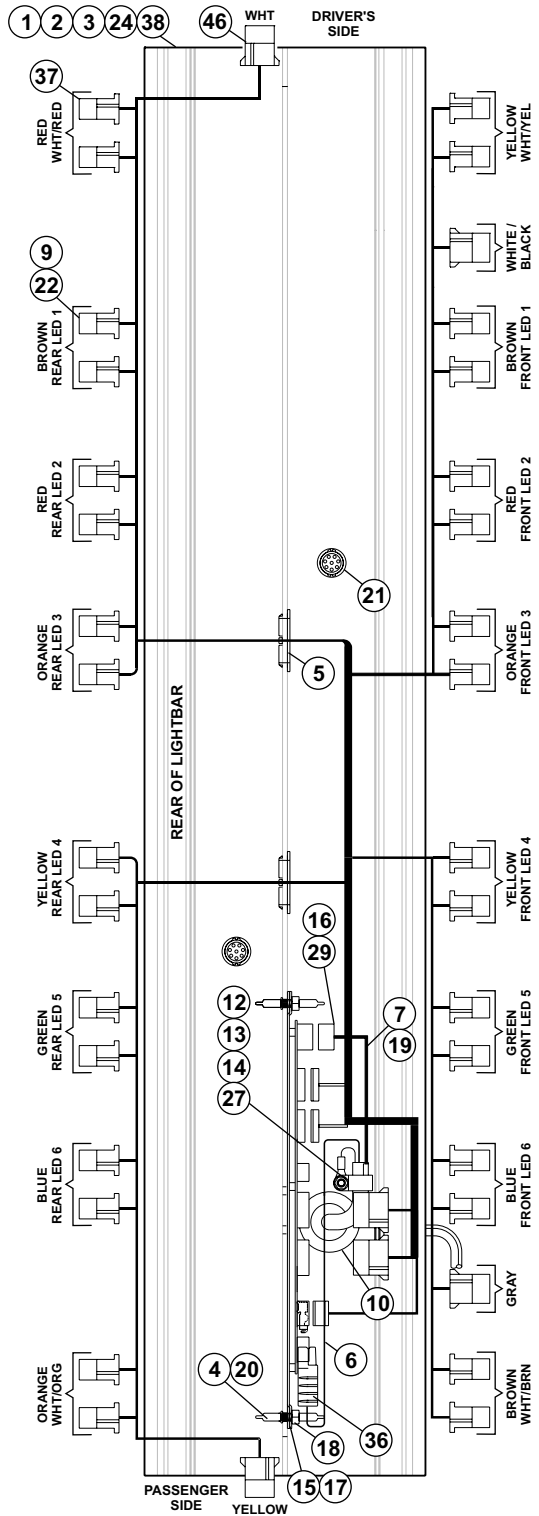 1 2 3 24 38
46
WHT
DRIVER'S
SIDE
37
RED
WHT/RED
YELLOW
WHT/YEL
WHITE /
BLACK
9
22
BROWN
REAR LED 1
BROWN
FRONT LED 1
RED
REAR LED 2
RED
FRONT LED 2
21
ORANGE
REAR LED 3
5
ORANGE
FRONT LED 3
REAR OF LIGHTBAR
YELLOW
REAR LED 4
YELLOW
FRONT LED 4
16
29
12
13
14
27
7
19
GREEN
REAR LED 5
GREEN
FRONT LED 5
BLUE
REAR LED 6
BLUE
FRONT LED 6
10
GRAY
6
4 20
ORANGE
WHT/ORG
18
36
BROWN
WHT/BRN
15 17
PASSENGER
SIDE
YELLOW